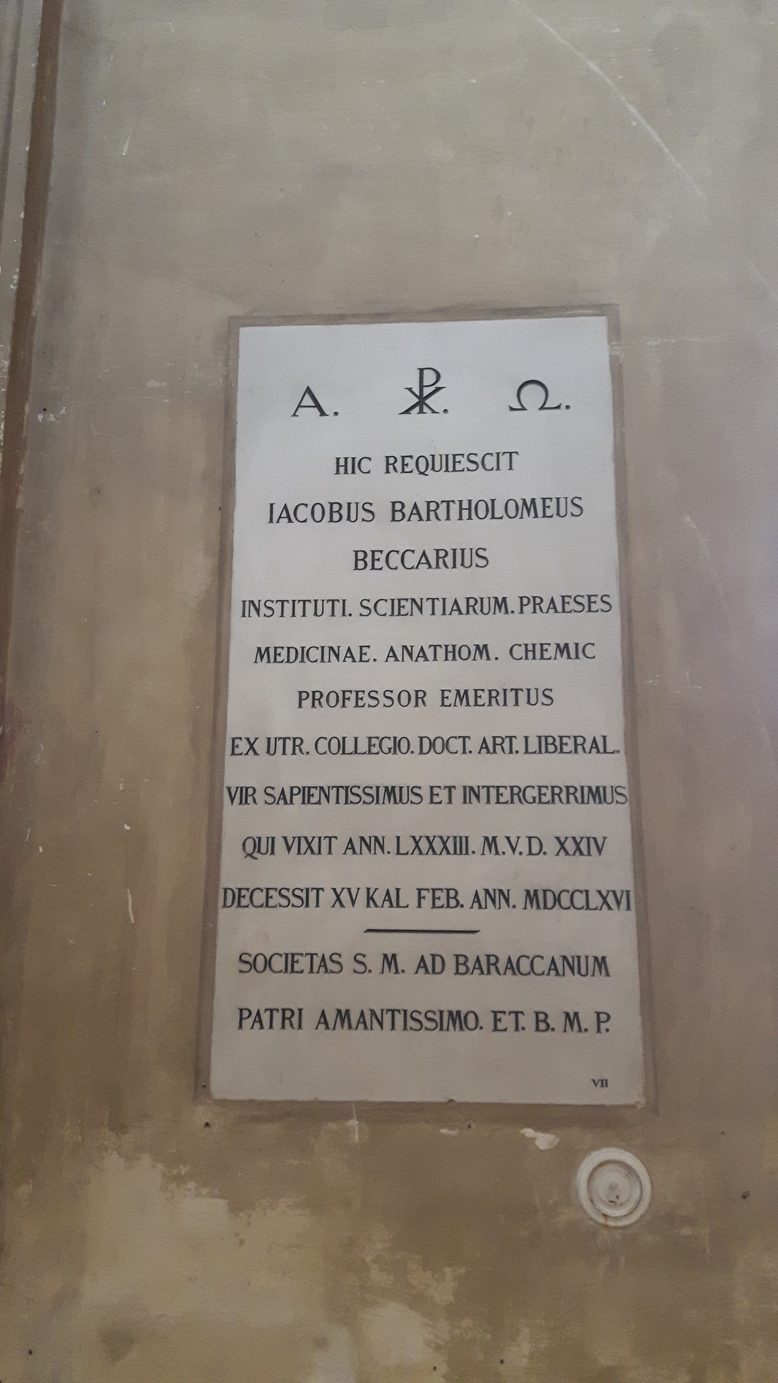 Α. ☧. Ω.
HIC REQUIESCIT
IACOBUS BARTHOLOMEUS
BECCARIUS
INSTITUTI. SCIENTIARUM. PRAESES
MEDICINAE. ANATHOM. CHEMIC
PROFESSOR EMERITUS
EX UTR. COLLEGIO. DOCT. ART. LIBERAL.
VIR SAPIENTISSIMUS ET INTERGERRIMUS
QUI VIXIT ANN. LXXXIII. M. V. D. XXIV
DECESSIT XV KAL FEB. ANN. MDCCLXVI
SOCIETAS S. M. AD BARACCANUM
PATRI AMANTISSIMO. ET. B. M. P.
VII